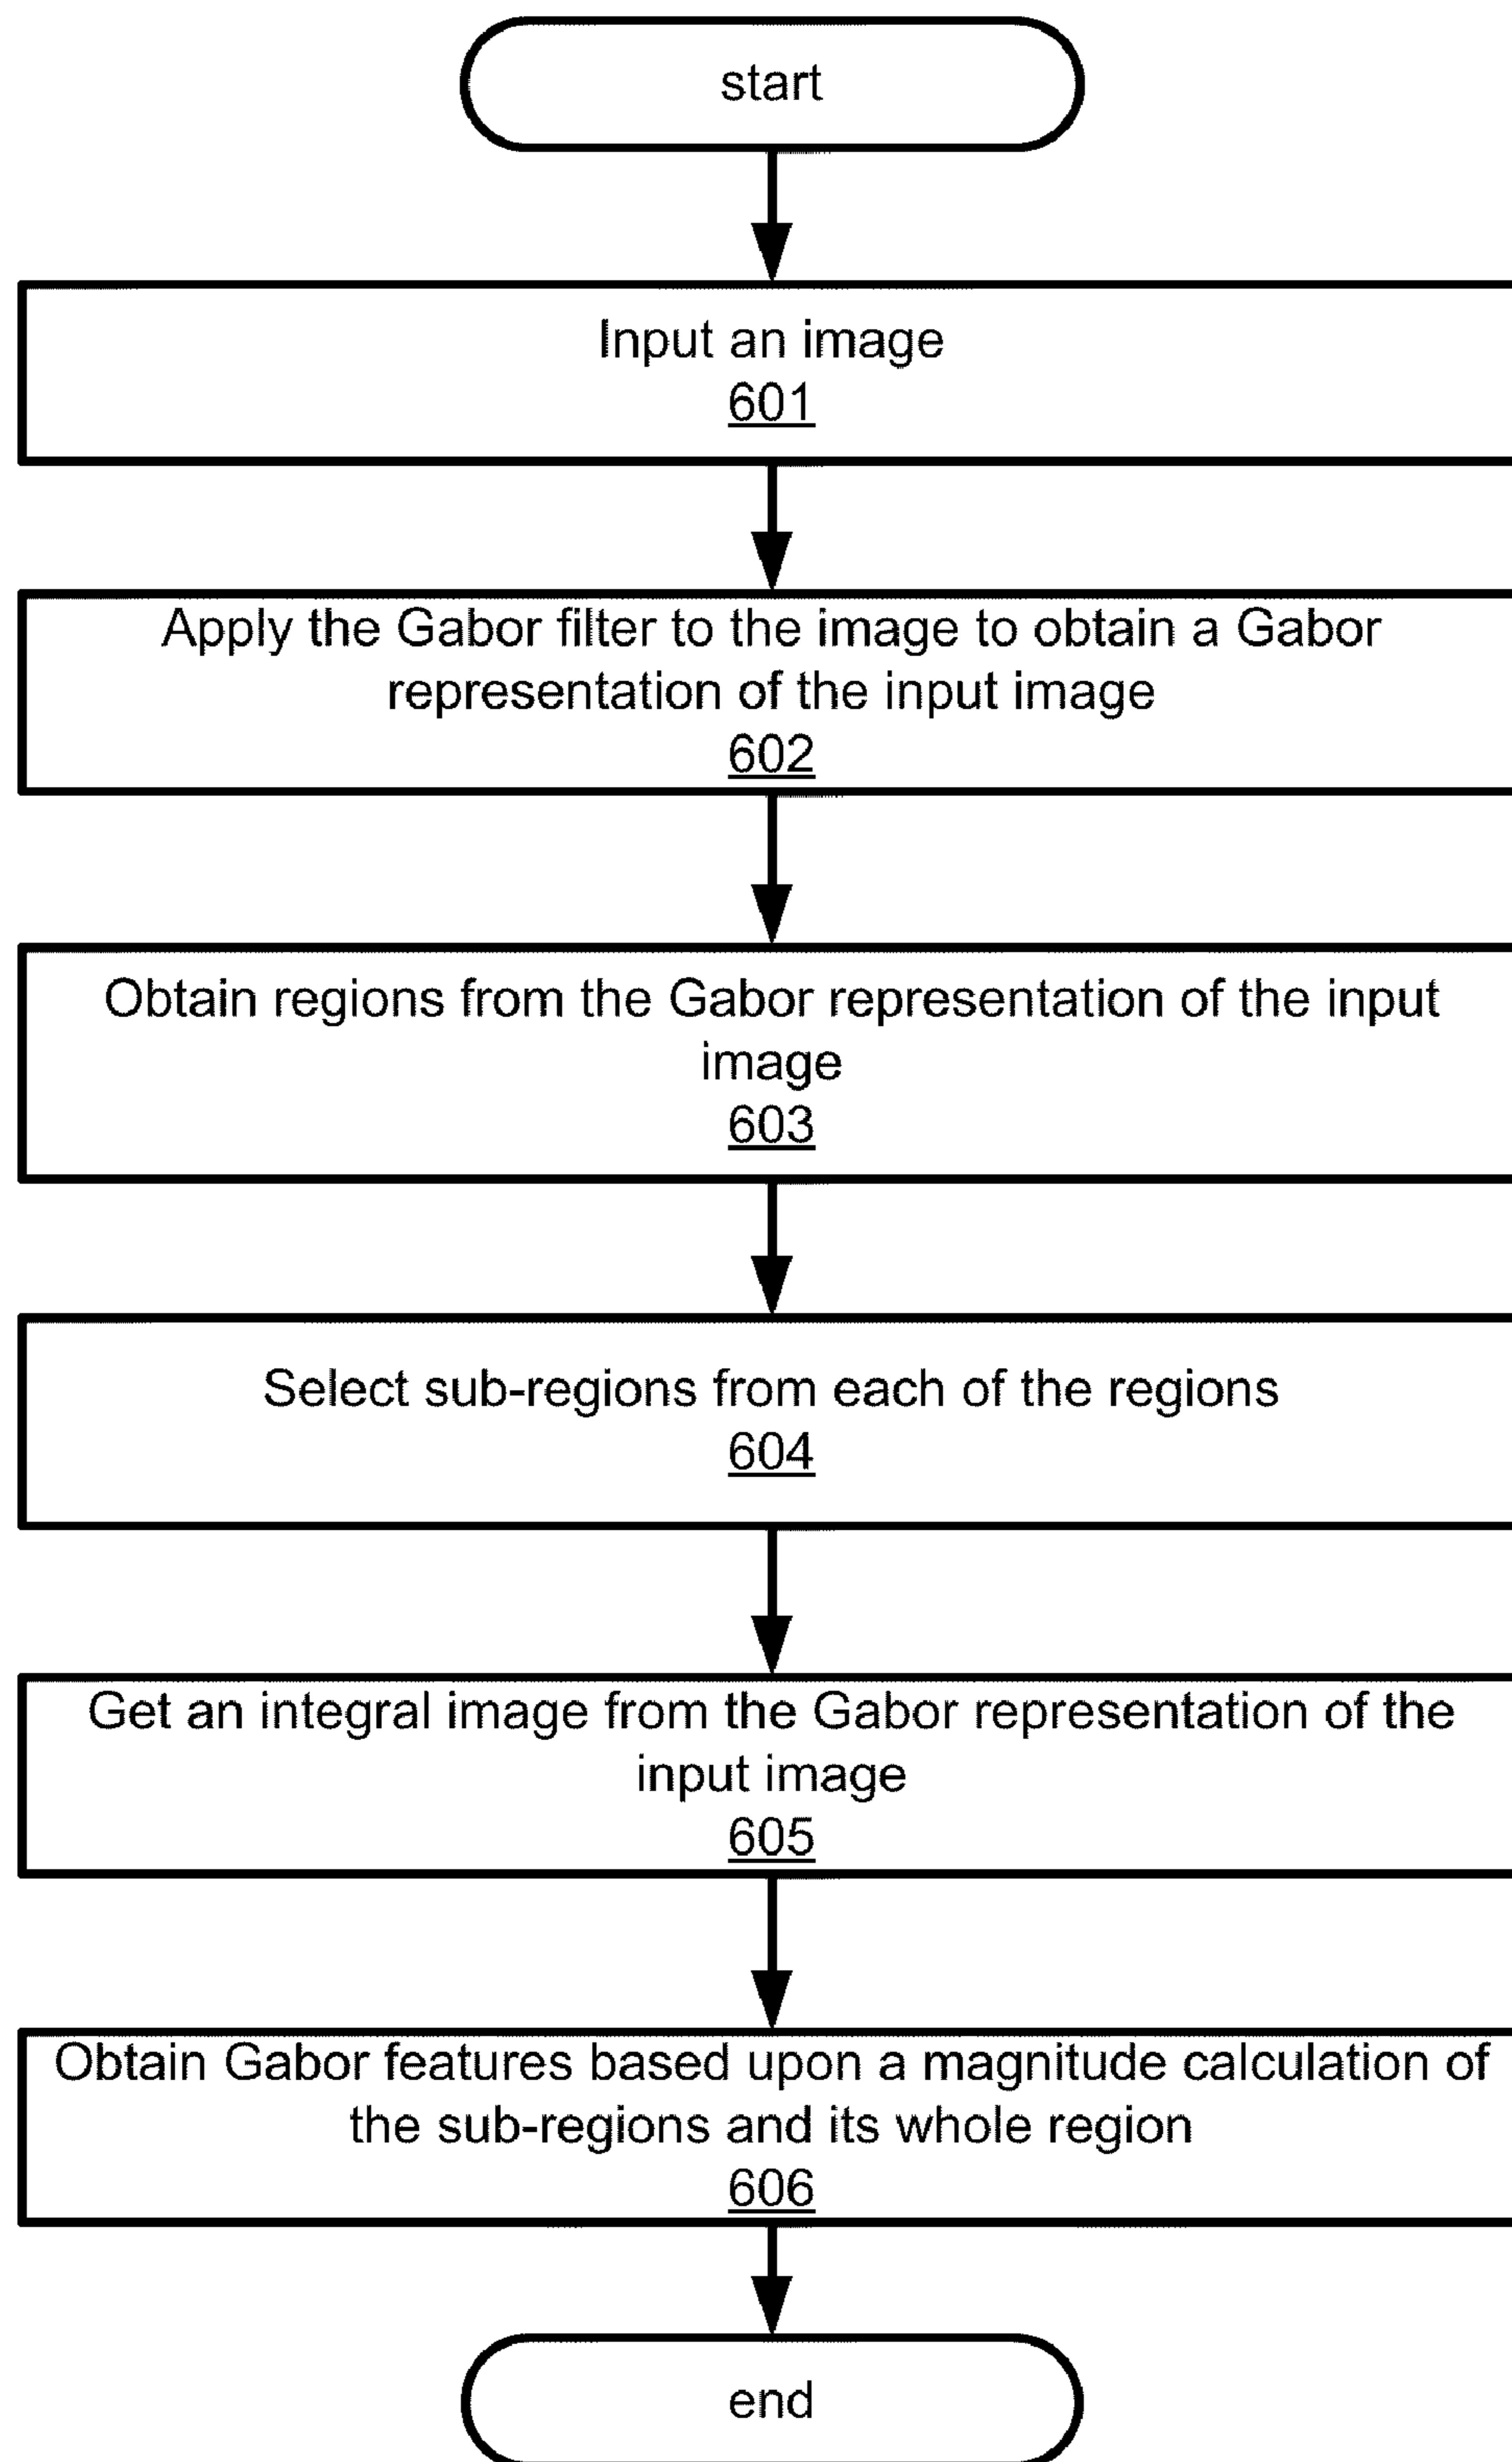 start
Input an image
601
Apply the Gabor filter to the image to obtain a Gabor
representation of the input image
602
Obtain regions from the Gabor representation of the input
image
603
Select sub-regions from each of the regions
604
Get an integral image from the Gabor representation of the
input image
605
Obtain Gabor features based upon a magnitude calculation of
the sub-regions and its whole region
606
end